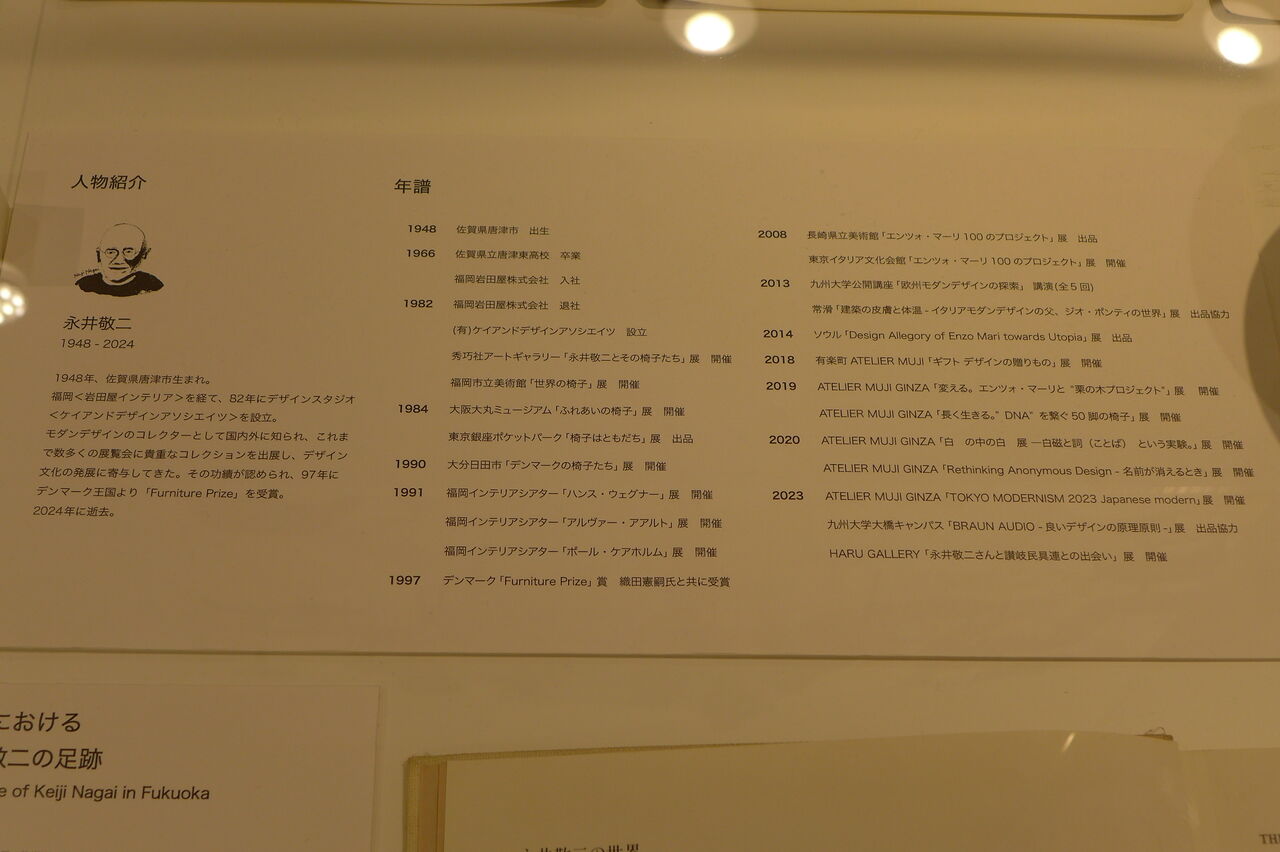 人物紹介
永井敬二
1948 - 2024
1948年、佐賀県唐津市生まれ。
福岡＜岩田屋インテリア＞を経て、82年にデザインスタジオ
＜ケイアンドデザインアソシエイツ＞を設立。
モダンデザインのコレクターとして国内外に知られ、これま
で数多くの展覧会に貴重なコレクションを出展し、デザイン
文化の発展に寄与してきた。その功績が認められ、97年に
デンマーク王国より「Furniture Prize」を受賞。
2024年に逝去。
年譜
1948 佐賀県唐津市　出生
1966 佐賀県立唐津東高校　卒業
福岡岩田屋株式会社　入社
1982 福岡岩田屋株式会社　退社
(有)ケイアンドデザインアソシエイツ　設立
秀巧社アートギャラリー「永井敬二とその椅子たち」展　開催
福岡市立美術館「世界の椅子」展　開催
1984 大阪大丸ミュージアム「ふれあいの椅子」展　開催
東京銀座ポケットパーク「椅子はともだち」展　出品
1990 大分日田市「デンマークの椅子たち」展　開催
1991 福岡インテリアシアター「ハンス・ウェグナー」展　開催
福岡インテリアシアター「アルヴァー・アアルト」展　開催
福岡インテリアシアター「ポール・ケアホルム」展　開催
1997 デンマーク「Furniture Prize」賞　織田憲嗣氏と共に受賞
2008 長崎県立美術館「エンツォ・マーリ 100 のプロジェクト」展　出品
東京イタリア文化会館「エンツォ・マーリ 100 のプロジェクト」展　開催
2013 九州大学公開講座「欧州モダンデザインの探索」 講演(全5回)
常滑「建築の皮膚と体温 - イタリアモダンデザインの父、ジオ・ポンティの世界」展　出品協力
2014 ソウル「Design Allegory of Enzo Mari towards Utopia」展　出品
2018 有楽町 ATELIER MUJI「ギフト デザインの贈りもの」展　開催
2019 ATELIER MUJI GINZA「変える。エンツォ・マーリと "栗の木プロジェクト"」展　開催
ATELIER MUJI GINZA「長く生きる。" DNA" を繋ぐ 50 脚の椅子」展　開催
2020 ATELIER MUJI GINZA「白　の中の白　展 ―白磁と詞（ことば） という実験。」展　開催
ATELIER MUJI GINZA「Rethinking Anonymous Design - 名前が消えるとき」展　開催
2023 ATELIER MUJI GINZA「TOKYO MODERNISM 2023 Japanese modern」展　開催
九州大学大橋キャンパス「BRAUN AUDIO - 良いデザインの原理原則 -」展　出品協力
HARU GALLERY「永井敬二さんと讃岐民具連との出会い」展　開催
における
敬二の足跡
e of Keiji Nagai in Fukuoka
永井敬二の世界